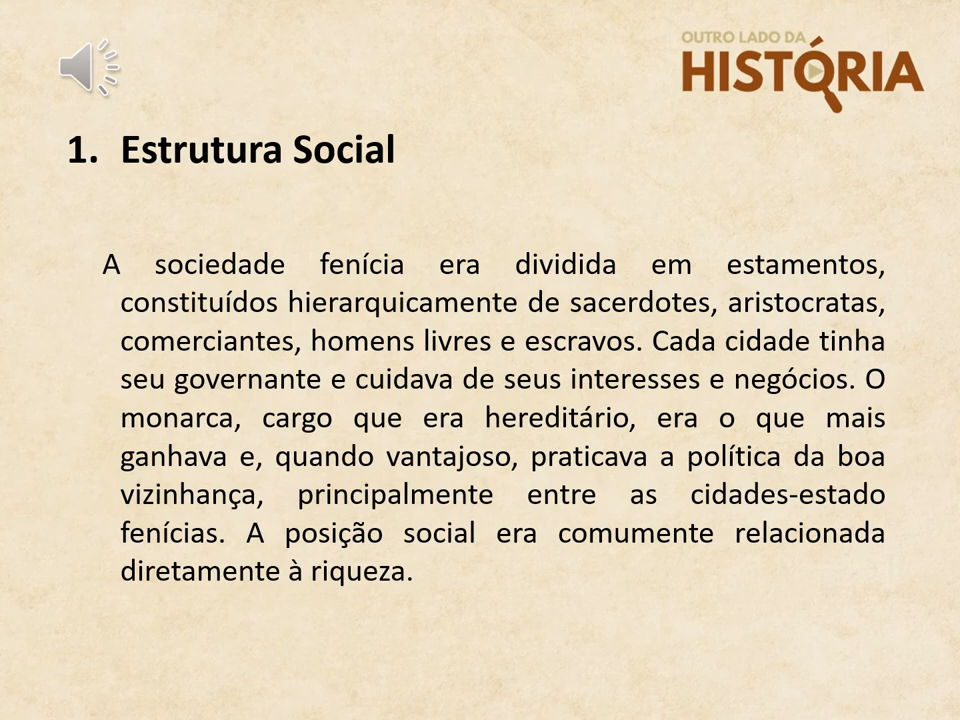 OUTRO LADO DA
HISTÓRIA
1. Estrutura Social
A sociedade fenícia era dividida em estamentos,
constituídos hierarquicamente de sacerdotes, aristocratas,
comerciantes, homens livres e escravos. Cada cidade tinha
seu governante e cuidava de seus interesses e negócios. O
monarca, cargo que era hereditário, era o que mais
ganhava e, quando vantajoso, praticava a política da boa
vizinhança, principalmente entre as cidades-estado
fenícias. A posição social era comumente relacionada
diretamente à riqueza.